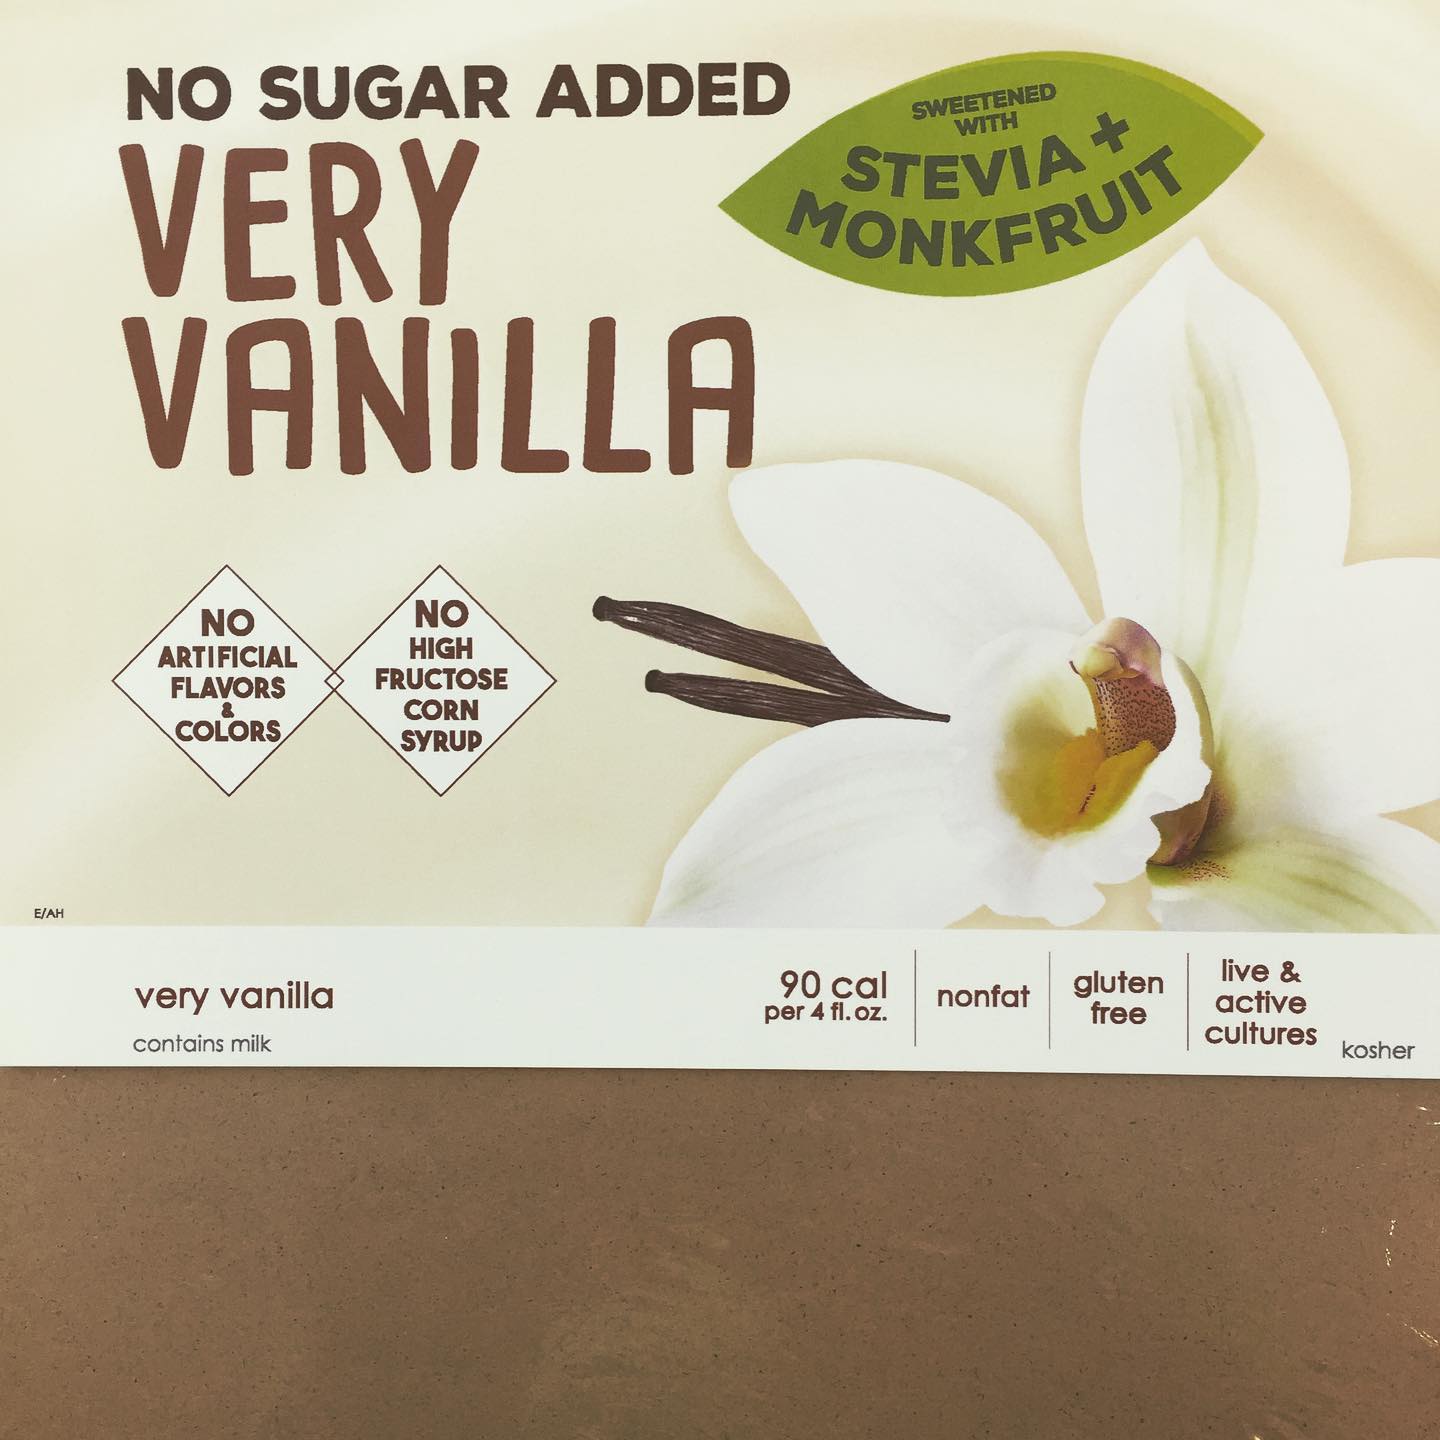 NO SUGAR ADDED
VERY
VANILLA
SWEETENED
WITH
STEVIA +
MONKFRUIT
NO
ARTIFICIAL
FLAVORS
&
COLORS
NO
HIGH
FRUCTOSE
CORN
SYRUP
E/AH
very vanilla
contains milk
90 cal
per 4 fl. oz.
nonfat
gluten
free
live &
active
cultures
kosher